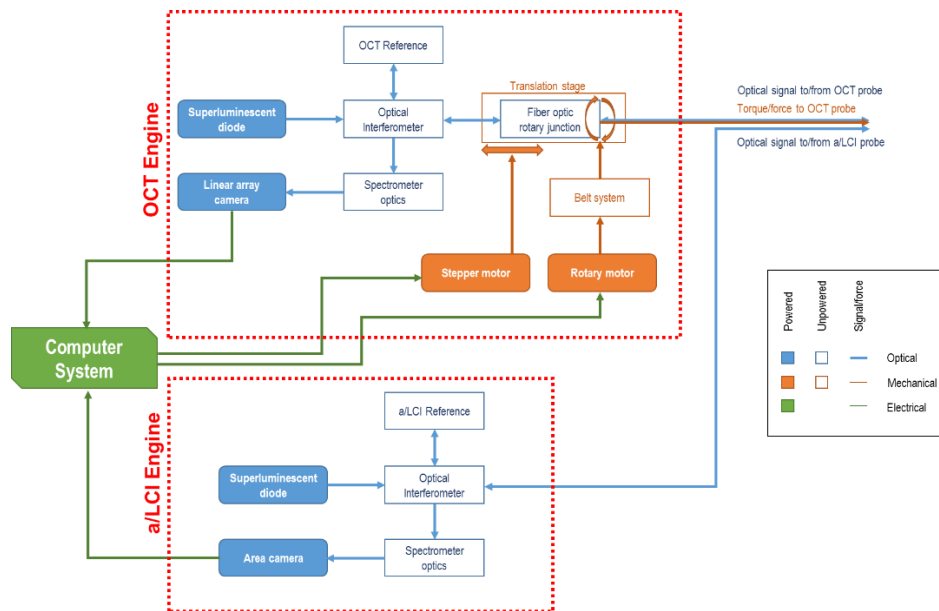 OCT Engine
OCT Reference
Translation stage
Superluminescent
diode
Optical
Interferometer
Fiber optic
rotary junction
Optical signal to/from OCT probe
Torque/force to OCT probe
Optical signal to/from a/LCI probe
Linear array
camera
Spectrometer
optics
Belt system
Stepper motor
Rotary motor
Computer
System
Powered
Unpowered
Signal/force
Optical
Mechanical
Electrical
a/LCI Engine
a/LCI Reference
Superluminescent
diode
Optical
Interferometer
Area camera
Spectrometer
optics